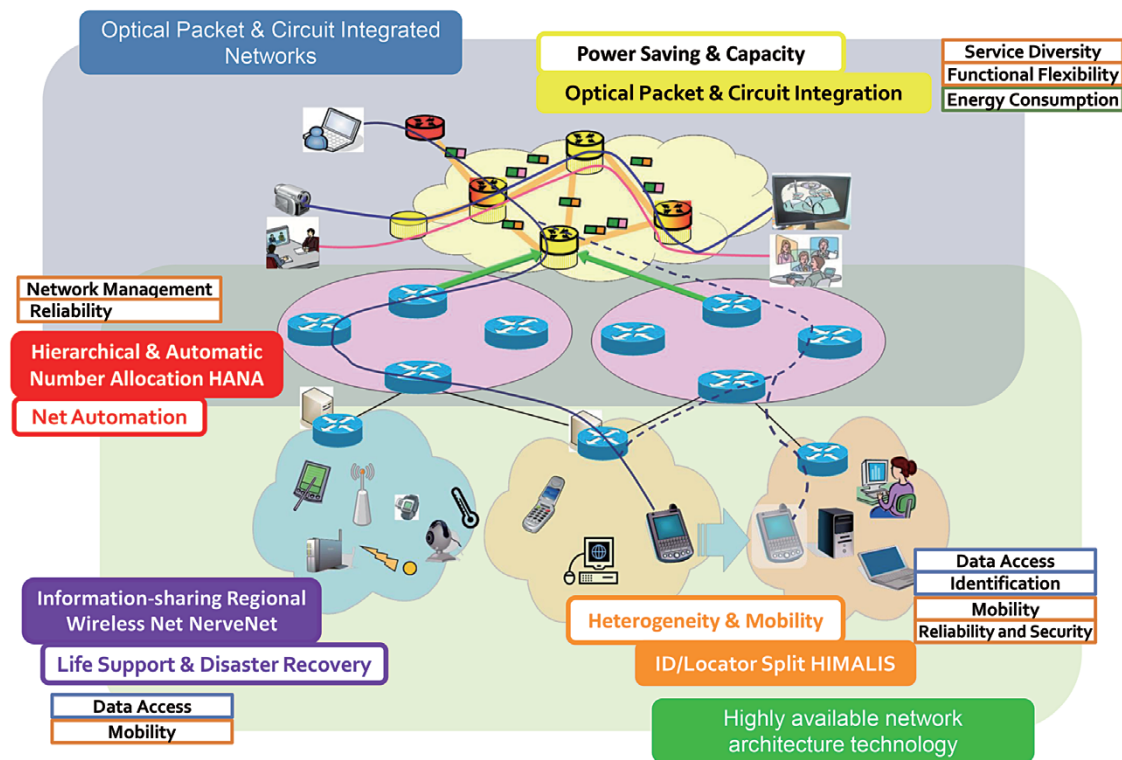 Optical Packet & Circuit Integrated
Networks
Power Saving & Capacity
Optical Packet & Circuit Integration
Service Diversity
Functional Flexibility
Energy Consumption
Network Management
Reliability
Hierarchical & Automatic
Number Allocation HANA
Net Automation
Information-sharing Regional
Wireless Net NerveNet
Life Support & Disaster Recovery
Data Access
Mobility
Heterogeneity & Mobility
ID/Locator Split HIMALIS
Data Access
Identification
Mobility
Reliability and Security
Highly available network
architecture technology